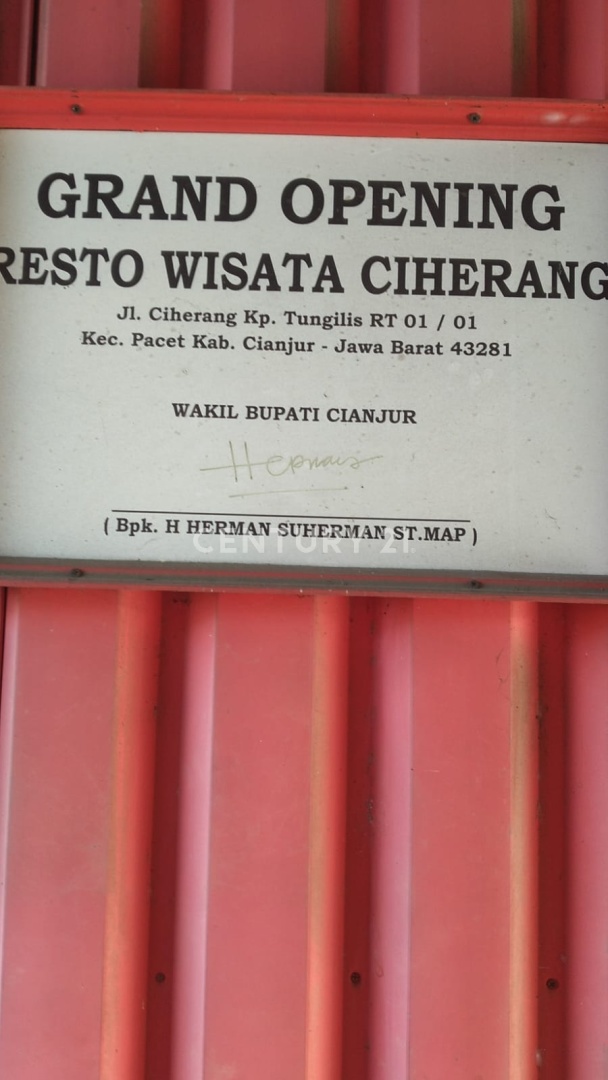 GRAND OPENING
RESTO WISATA CIHERANG
Jl. Ciherang Kp. Tungilis RT 01 / 01
Kec. Pacet Kab. Cianjur - Jawa Barat 43281
WAKIL BUPATI CIANJUR
( Bpk. H HERMAN SUHERMAN ST.MAP )
CENTURY 21